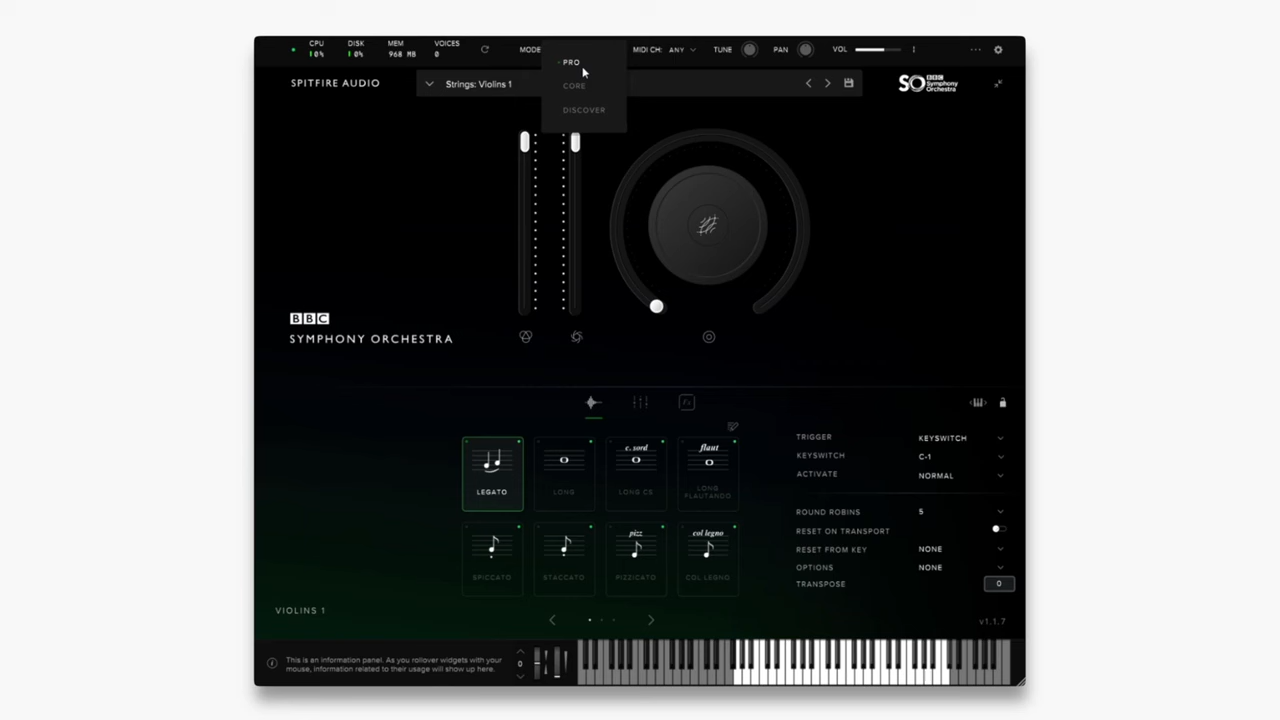 CPU DISK MEM VOICES
0% 0% 968 MB 0
MODE
MIDI CH: ANY TUNE PAN VOL
PRO
CORE
DISCOVER
SPITFIRE AUDIO
Strings: Violins 1
SO BBC
Symphony
Orchestra
BBC
SYMPHONY ORCHESTRA
Fx
LEGATO
LONG
c. sord
LONG CS
flaut
LONG
FLAUTANDO
SPICCATO
STACCATO
pizz
PIZZICATO
col legno
COL LEGNO
TRIGGER KEYSWITCH
KEYSWITCH C-1
ACTIVATE NORMAL
ROUND ROBINS 5
RESET ON TRANSPORT
RESET FROM KEY NONE
OPTIONS NONE
TRANSPOSE 0
VIOLINS 1
v1.1.7
This is an information panel. As you rollover widgets with your
mouse, information related to their usage will show up here.
0